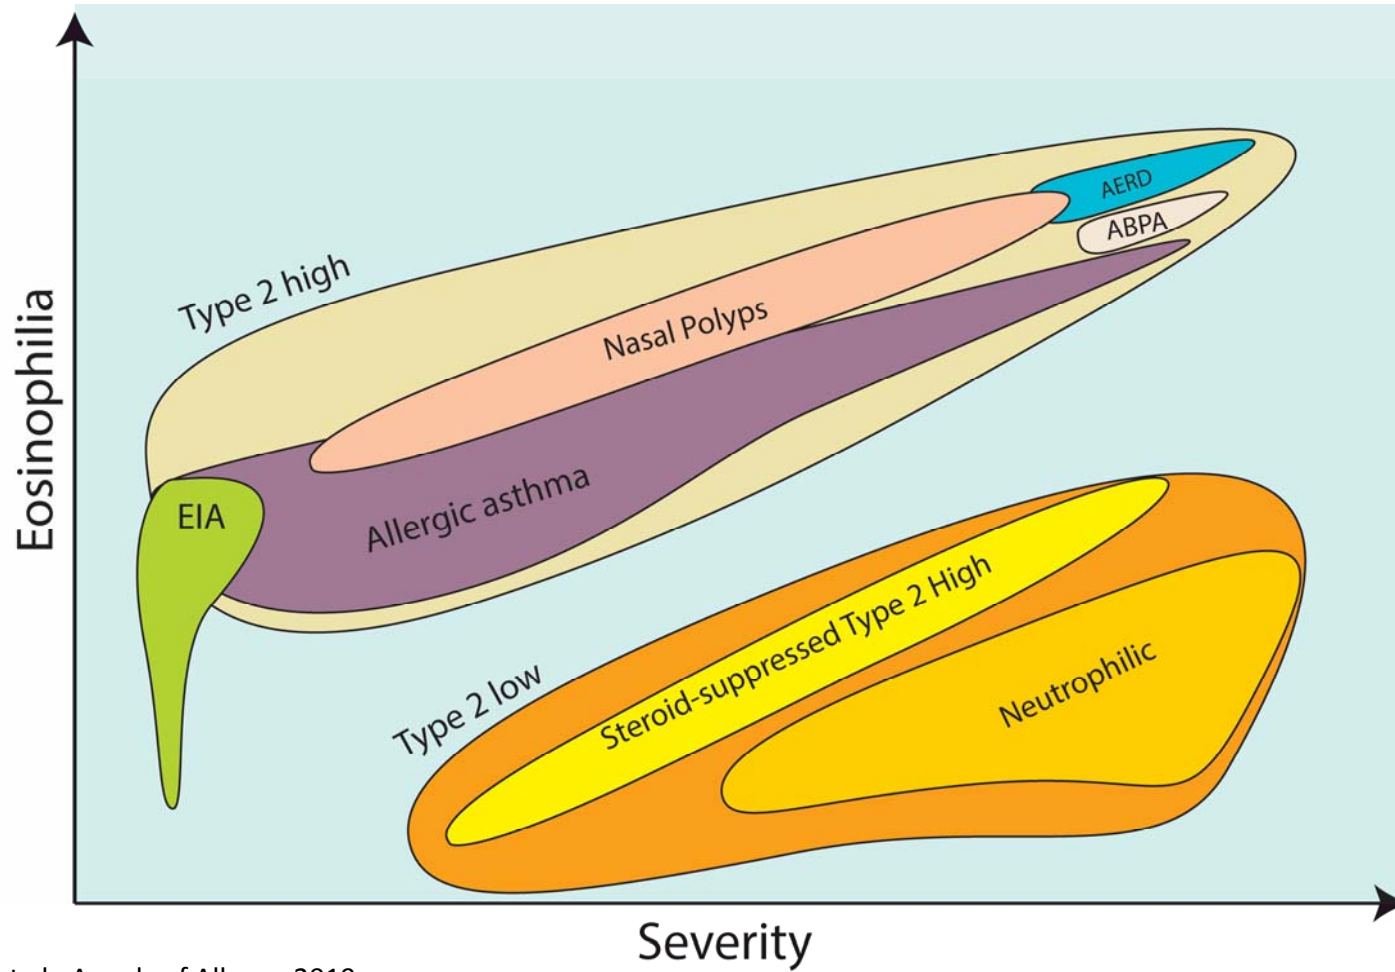 Eosinophilia
Type 2 high
AERD
ABPA
Nasal Polyps
EIA
Allergic asthma
Type 2 low
Steroid-suppressed Type 2 High
Neutrophilic
Severity